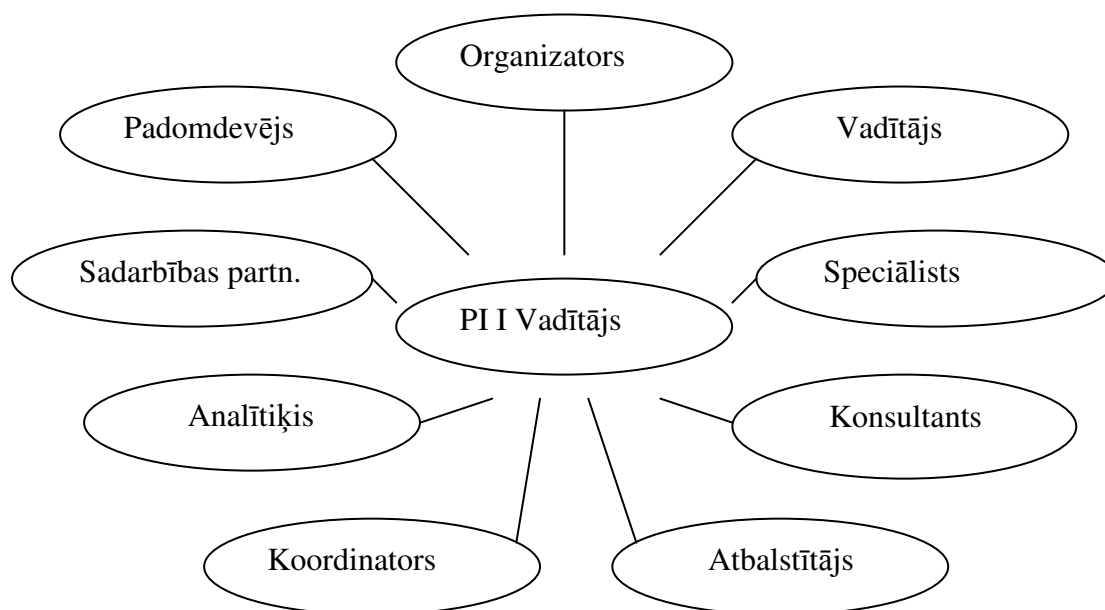 Organizators
Padomdevējs
Vadītājs
Sadarbības partn.
Speciālists
PI I Vadītājs
Analītiķis
Konsultants
Koordinators
Atbalstītājs